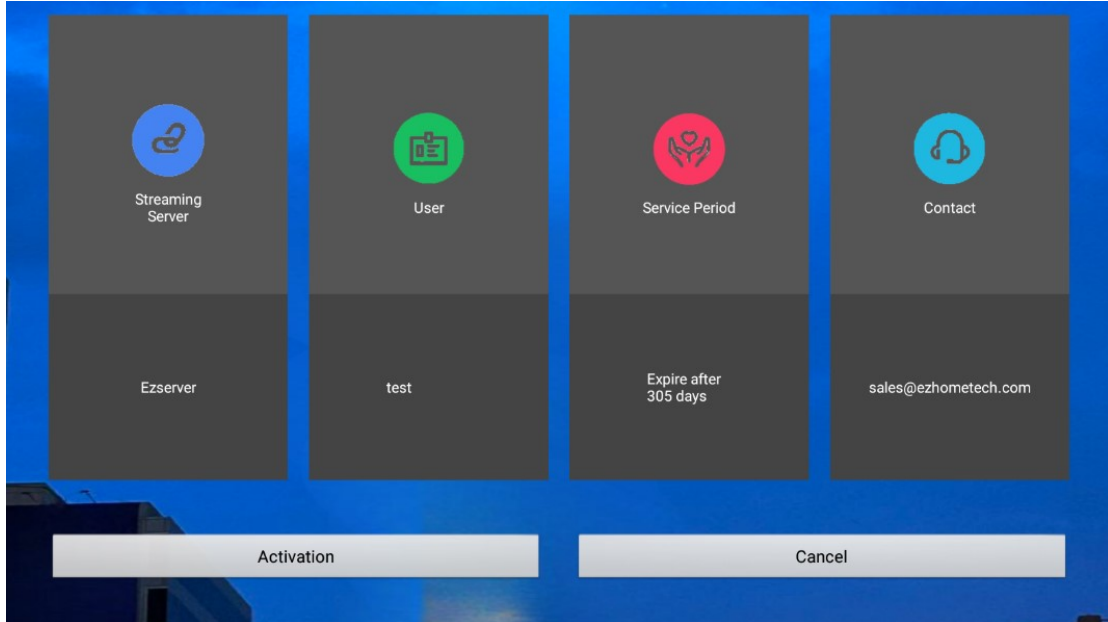 Streaming
Server
User
Service Period
Contact
Ezserver
test
Expire after
305 days
sales@ezhometech.com
Activation
Cancel